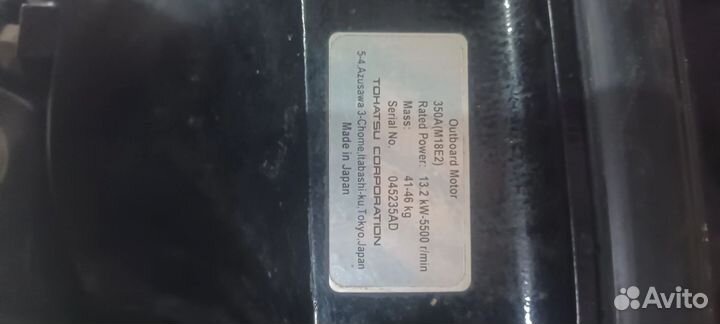 Outboard Motor
350A(M18E2)
Rated Power: 13.2 kW-5500 r/min
Mass: 41-46 kg
Serial No. 045235AD
TOHATSU CORPORATION
5-4,Azusawa 3-Chome,Itabashi-ku,Tokyo,Japan
Made in Japan
Avito